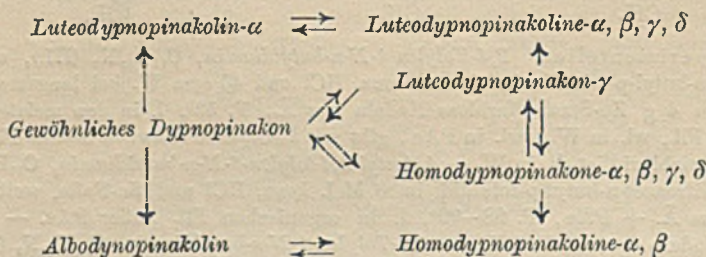 Luteodypnopinakolin-α ⇄ Luteodypnopinakoline-α, β, γ, δ
Luteodypnopinakon-γ
Gewöhnliches Dypnopinakon
Homodypnopinakone-α, β, γ, δ
Albodynopinakolin ⇄ Homodypnopinakoline-α, β